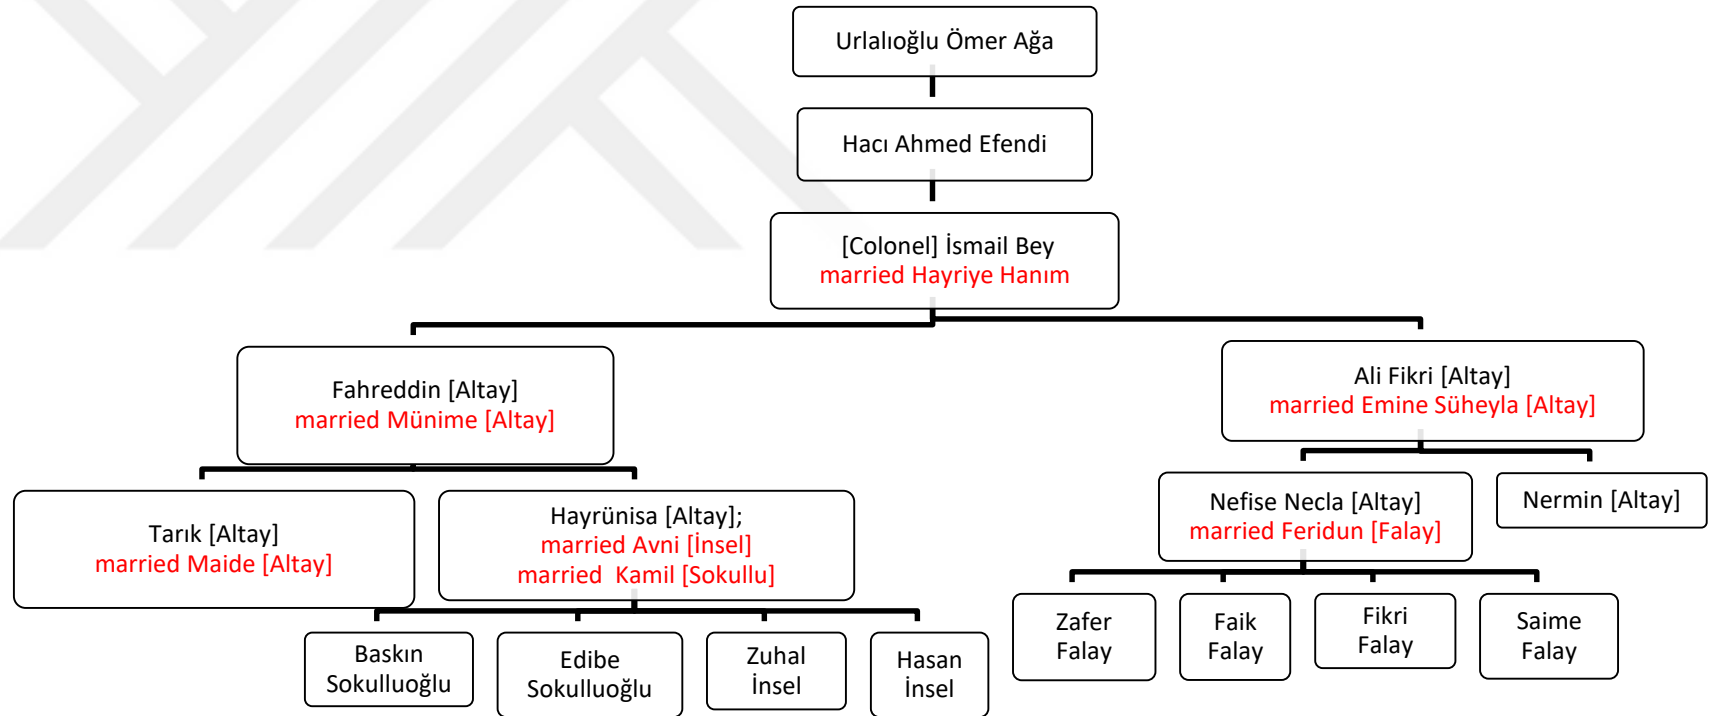 Urlalıoğlu Ömer Ağa
Hacı Ahmed Efendi
[Colonel] İsmail Bey
married Hayriye Hanım
Fahreddin [Altay]
married Münime [Altay]
Ali Fikri [Altay]
married Emine Süheyla [Altay]
Tarık [Altay]
married Maide [Altay]
Hayrünisa [Altay];
married Avni [İnsel]
married  Kamil [Sokullu]
Nefise Necla [Altay]
married Feridun [Falay]
Nermin [Altay]
Baskın
Sokulluoğlu
Edibe
Sokulluoğlu
Zuhal
İnsel
Hasan
İnsel
Zafer
Falay
Faik
Falay
Fikri
Falay
Saime
Falay